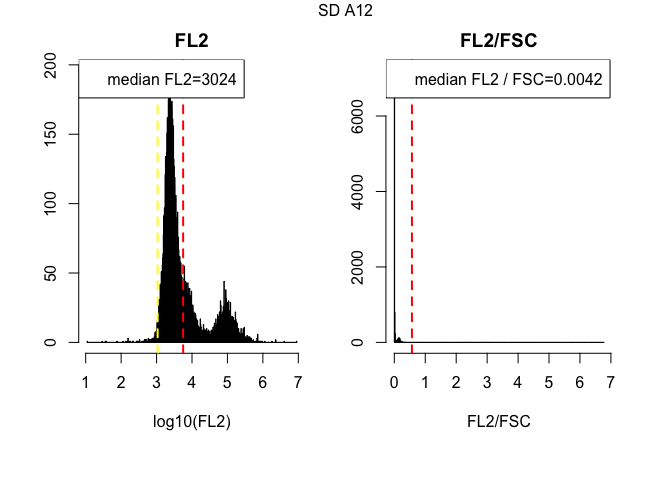 SD A12
FL2
median FL2=3024
200
150
100
50
0
1 2 3 4 5 6 7
log10(FL2)
FL2/FSC
median FL2 / FSC=0.0042
6000
4000
2000
0
0 1 2 3 4 5 6 7
FL2/FSC